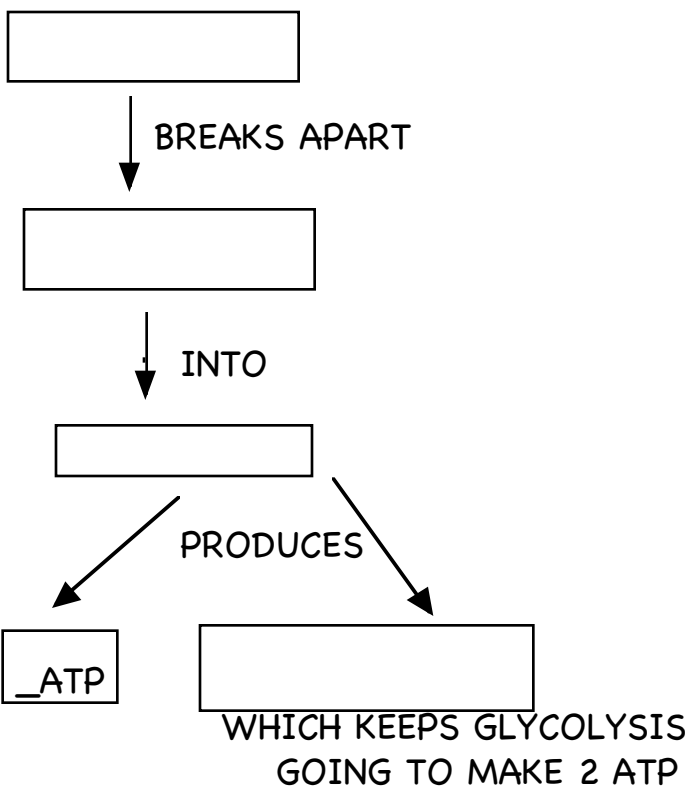 BREAKS APART
INTO
PRODUCES
_ATP
WHICH KEEPS GLYCOLYSIS
GOING TO MAKE 2 ATP